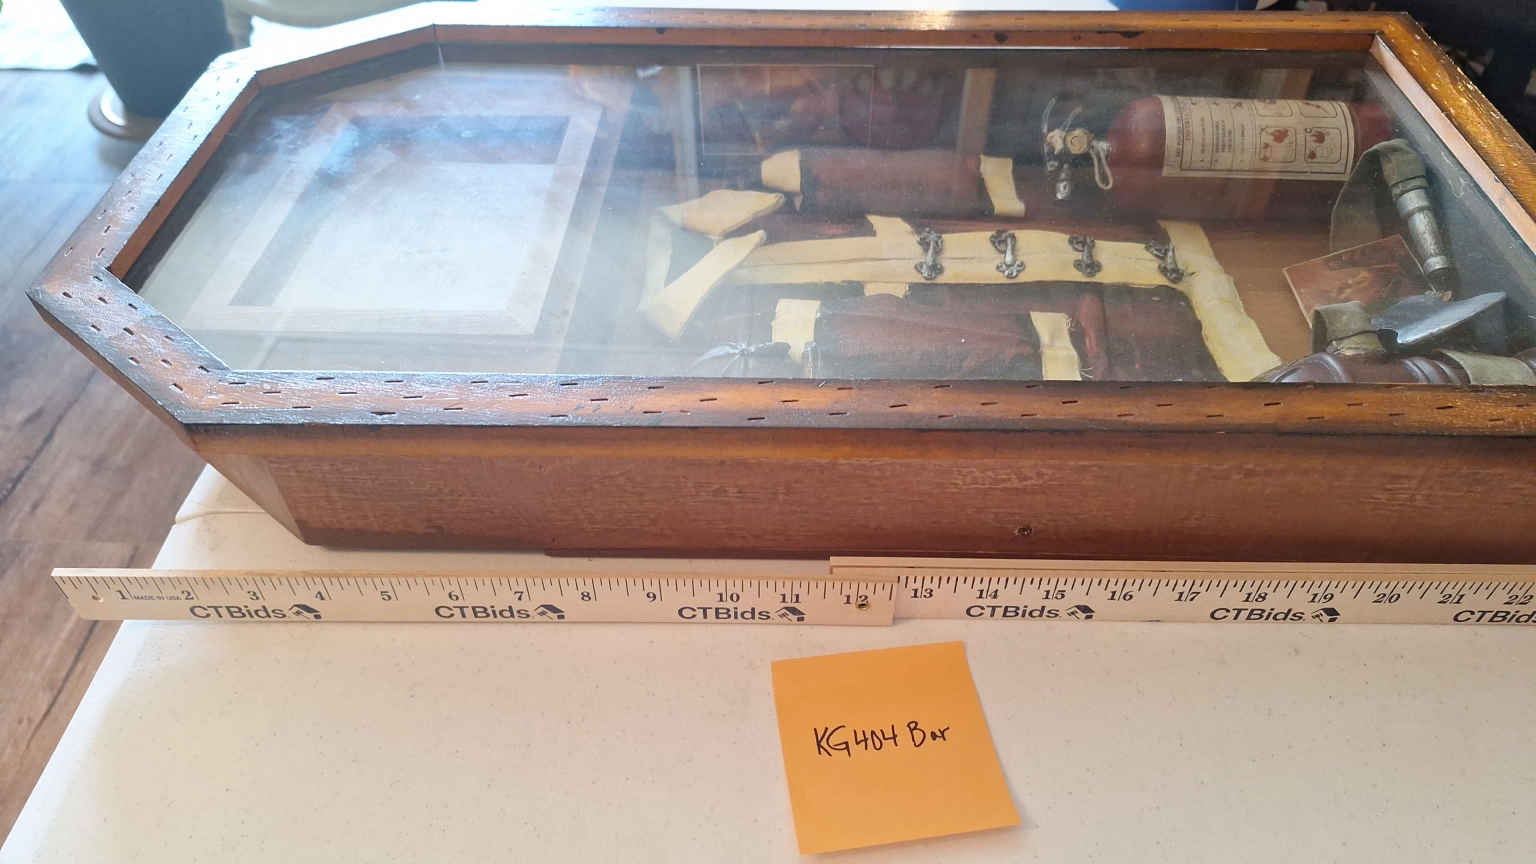 1 MADE IN USA 2 3 4 5 6 7 8 9 10 11 12 13 14 15 16 17 18 19 20 21 22
CTBids CTBids CTBids CTBids CTBids CTBids
KG404 Bar